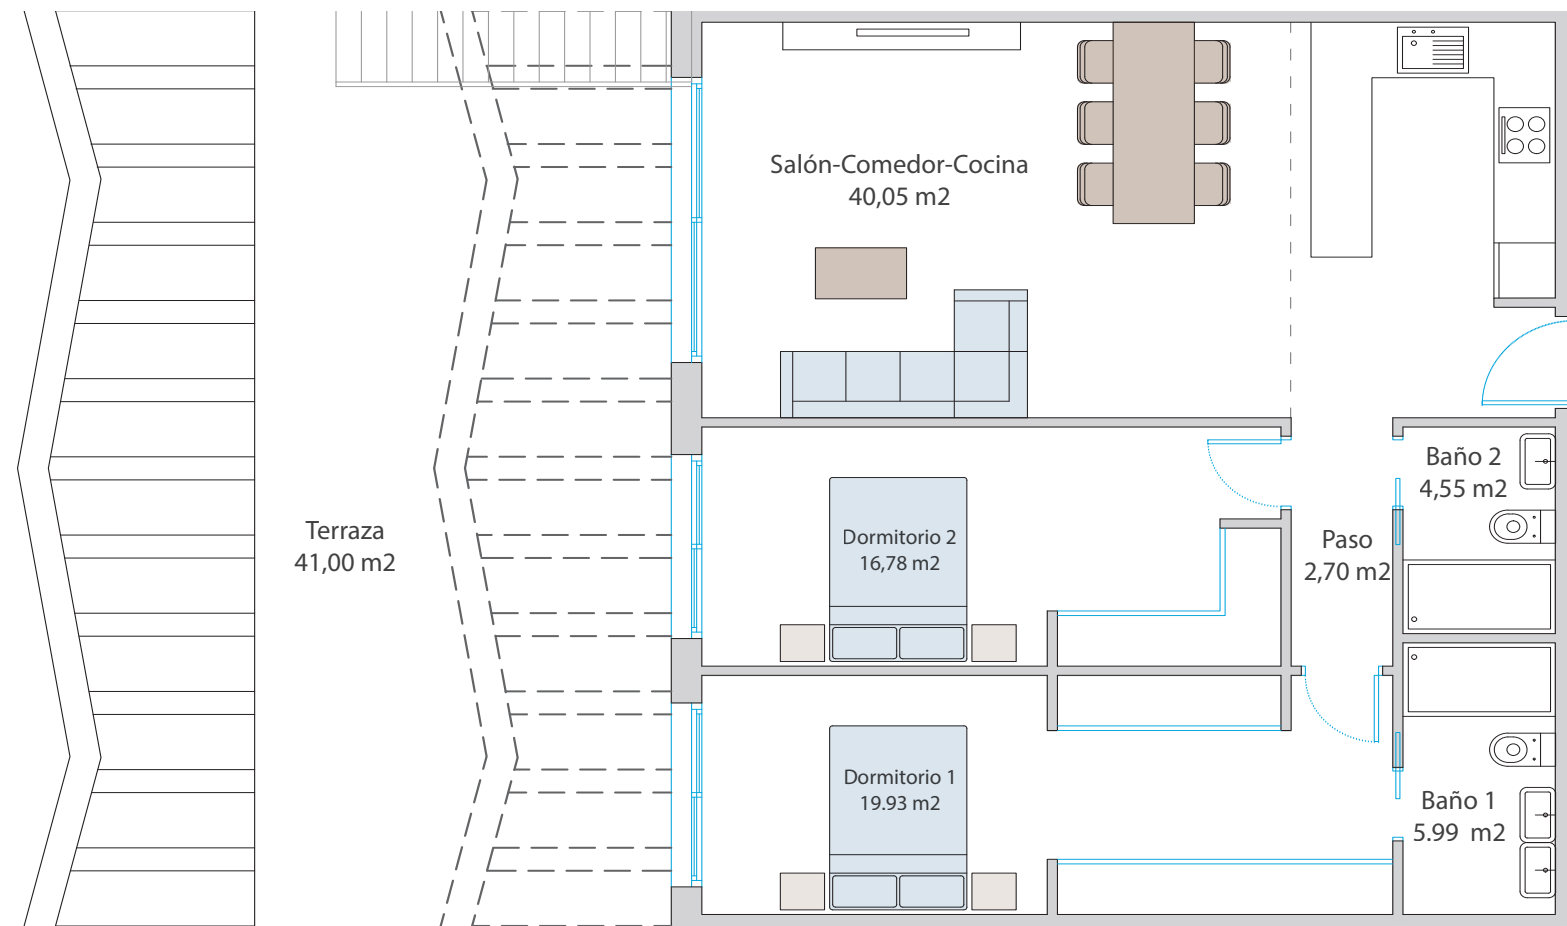 Salón-Comedor-Cocina
40,05 m2
Baño 2
4,55 m2
Terraza
41,00 m2
Dormitorio 2
16,78 m2
Paso
2,70 m2
Dormitorio 1
19.93 m2
Baño 1
5.99 m2